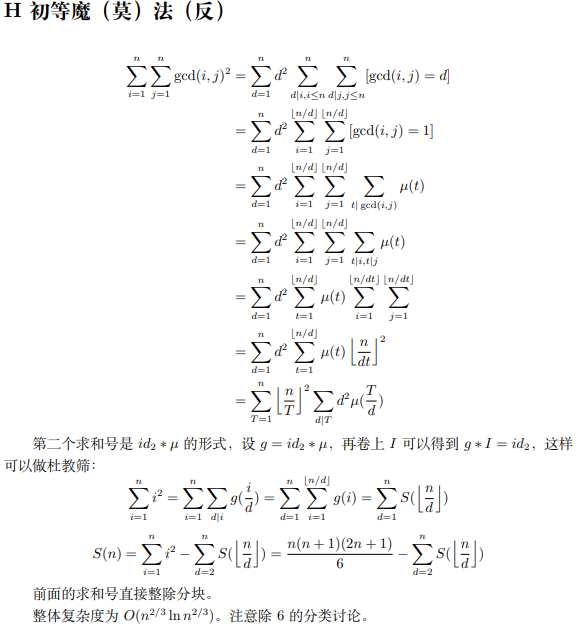 H 初等魔（莫）法（反）
\sum_{i=1}^{n}\sum_{j=1}^{n}\gcd(i,j)^2 = \sum_{d=1}^{n} d^2 \sum_{d|i,i\le n}^{n}\sum_{d|j,j\le n}^{n}[\gcd(i,j)=d]
= \sum_{d=1}^{n} d^2 \sum_{i=1}^{\lfloor n/d\rfloor}\sum_{j=1}^{\lfloor n/d\rfloor}[\gcd(i,j)=1]
= \sum_{d=1}^{n} d^2 \sum_{i=1}^{\lfloor n/d\rfloor}\sum_{j=1}^{\lfloor n/d\rfloor}\sum_{t|\gcd(i,j)}\mu(t)
= \sum_{d=1}^{n} d^2 \sum_{i=1}^{\lfloor n/d\rfloor}\sum_{j=1}^{\lfloor n/d\rfloor}\sum_{t|i,t|j}\mu(t)
= \sum_{d=1}^{n} d^2 \sum_{t=1}^{\lfloor n/d\rfloor}\mu(t)\sum_{i=1}^{\lfloor n/dt\rfloor}\sum_{j=1}^{\lfloor n/dt\rfloor}
= \sum_{d=1}^{n} d^2 \sum_{t=1}^{\lfloor n/d\rfloor}\mu(t)\left\lfloor\frac{n}{dt}\right\rfloor^2
= \sum_{T=1}^{n}\left\lfloor\frac{n}{T}\right\rfloor^2\sum_{d|T}d^2\mu(\frac{T}{d})
第二个求和号是 id_2 * μ 的形式，设 g = id_2 * μ，再卷上 I 可以得到 g * I = id_2，这样
可以做杜教筛：
\sum_{i=1}^{n} i^2 = \sum_{i=1}^{n}\sum_{d|i} g(\frac{i}{d}) = \sum_{d=1}^{n}\sum_{i=1}^{\lfloor n/d\rfloor} g(i) = \sum_{d=1}^{n} S(\left\lfloor\frac{n}{d}\right\rfloor)
S(n) = \sum_{i=1}^{n} i^2 - \sum_{d=2}^{n} S(\left\lfloor\frac{n}{d}\right\rfloor) = \frac{n(n+1)(2n+1)}{6} - \sum_{d=2}^{n} S(\left\lfloor\frac{n}{d}\right\rfloor)
前面的求和号直接整除分块。
整体复杂度为 O(n^{2/3} \ln n^{2/3})。注意除 6 的分类讨论。